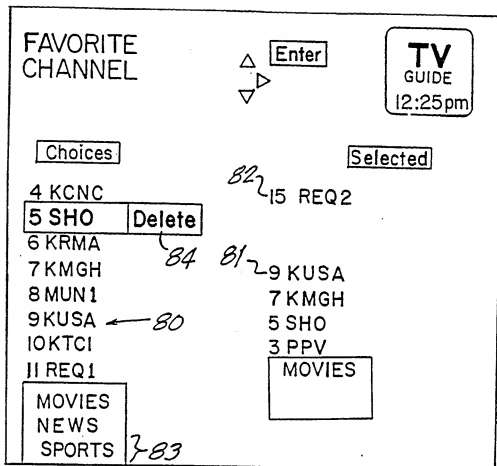 FAVORITE
CHANNEL
Enter
TV
GUIDE
12:25pm
Choices
Selected
4 KCNC
5 SHO Delete
6 KRMA
7 KMGH
8 MUN1
9 KUSA
10 KTCI
11 REQ1
MOVIES
NEWS
SPORTS
80
84
83
82
15 REQ2
81
9 KUSA
7 KMGH
5 SHO
3 PPV
MOVIES